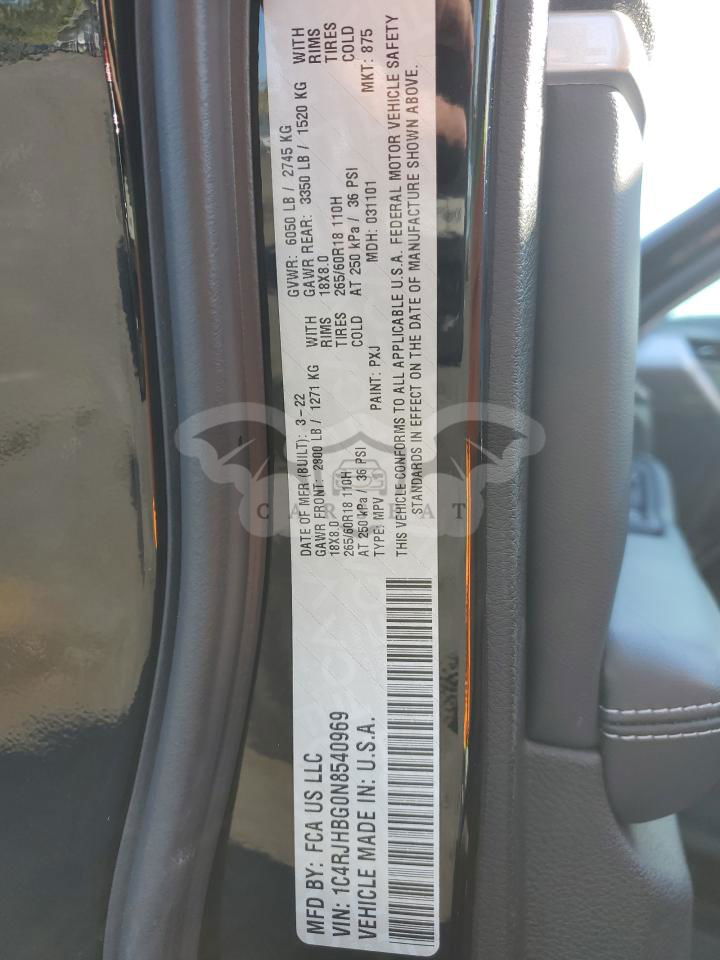 MFD BY: FCA US LLC
VIN: 1C4RJHBG0N8540969
VEHICLE MADE IN: U.S.A.
DATE OF MFR (BUILT): 3-22 GVWR: 6050 LB / 2745 KG
GAWR FRONT: 2800 LB / 1271 KG WITH GAWR REAR: 3350 LB / 1520 KG WITH
18X8.0 RIMS 18X8.0 RIMS
265/60R18 110H TIRES 265/60R18 110H TIRES
AT 250 kPa / 36 PSI COLD AT 250 kPa / 36 PSI COLD
TYPE: MPV PAINT: PXJ MDH: 031101 MKT: 875
THIS VEHICLE CONFORMS TO ALL APPLICABLE U.S.A. FEDERAL MOTOR VEHICLE SAFETY
STANDARDS IN EFFECT ON THE DATE OF MANUFACTURE SHOWN ABOVE.